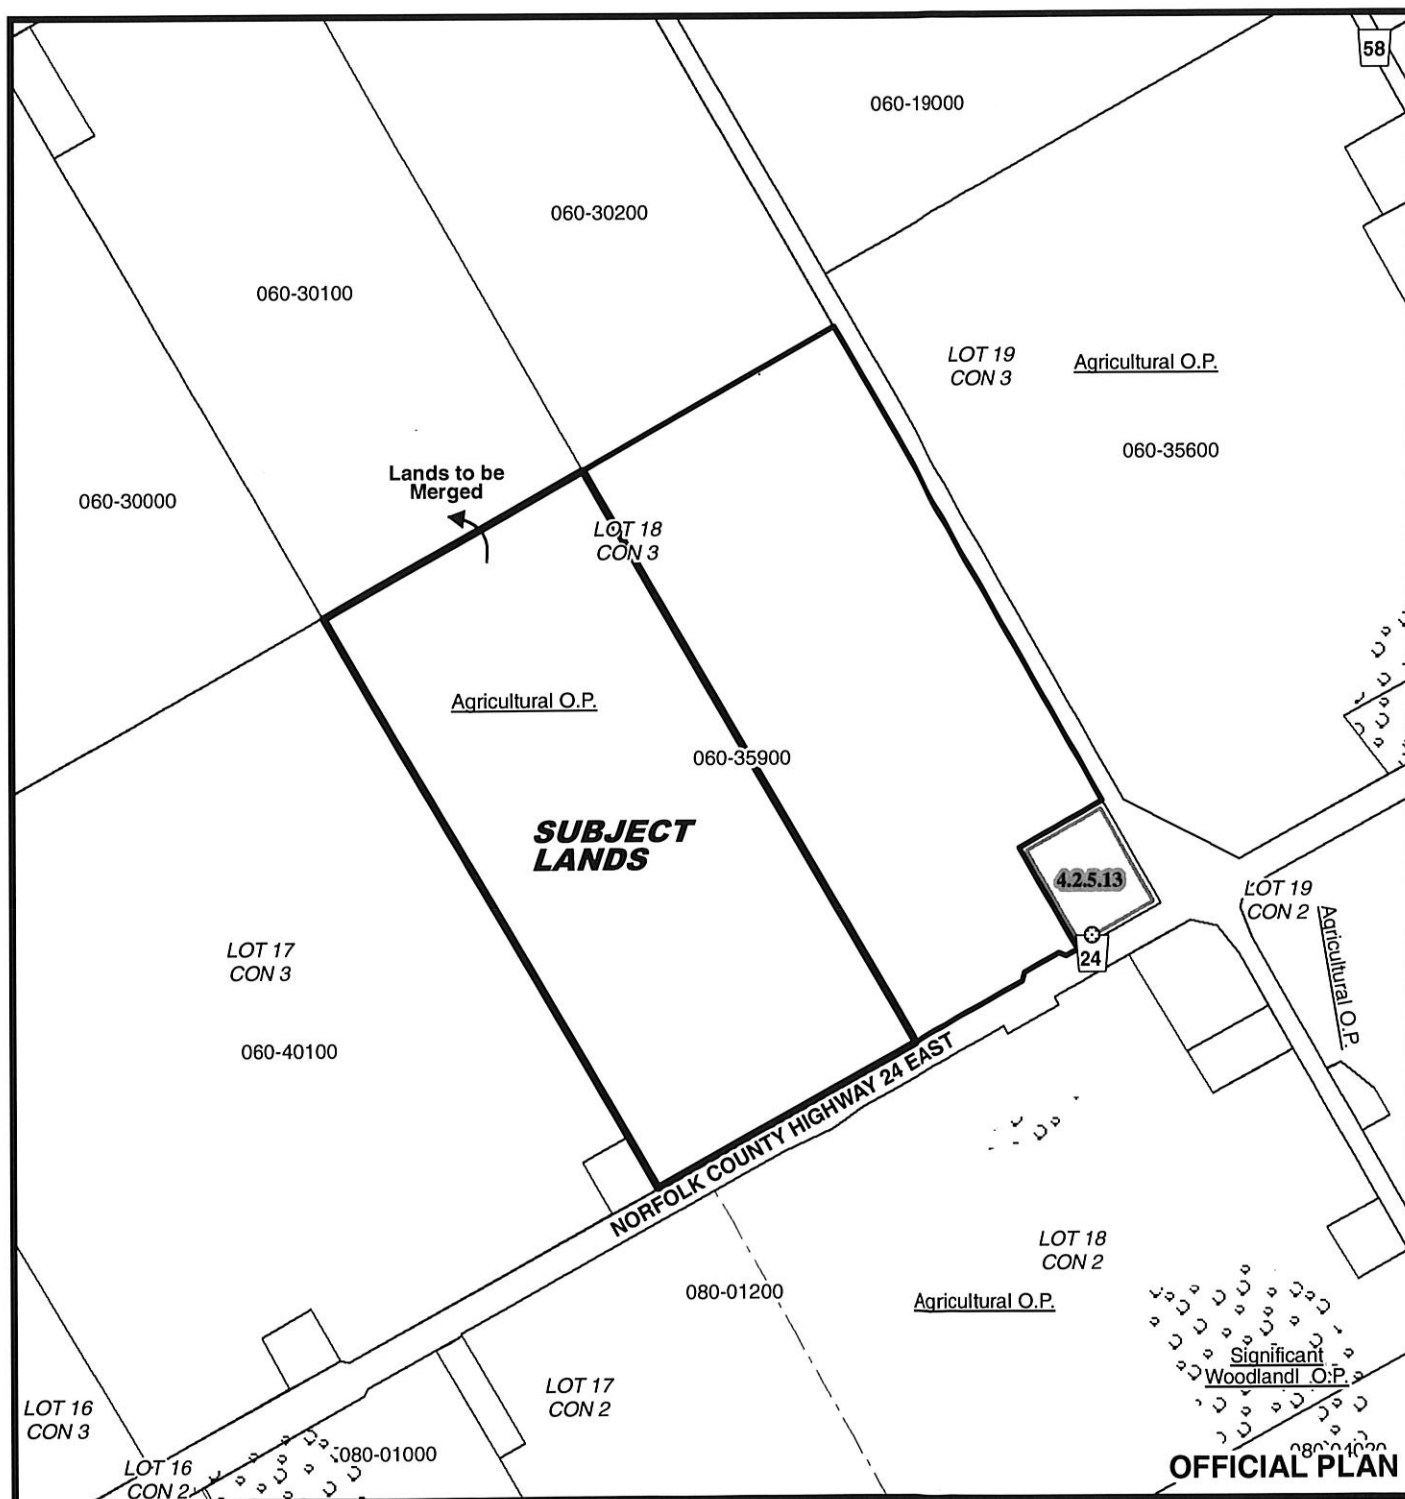 58
060-19000
060-30200
060-30100
LOT 19
CON 3
Agricultural O.P.
060-35600
Lands to be
Merged
060-30000
LOT 18
CON 3
Agricultural O.P.
060-35900
SUBJECT
LANDS
4.2.5.13
LOT 19
CON 2
Agricultural O.P.
24
LOT 17
CON 3
060-40100
NORFOLK COUNTY HIGHWAY 24 EAST
LOT 18
CON 2
080-01200
Agricultural O.P.
Significant
Woodland O.P.
LOT 17
CON 2
LOT 16
CON 3
080-01000
LOT 16
CON 2
OFFICIAL PLAN